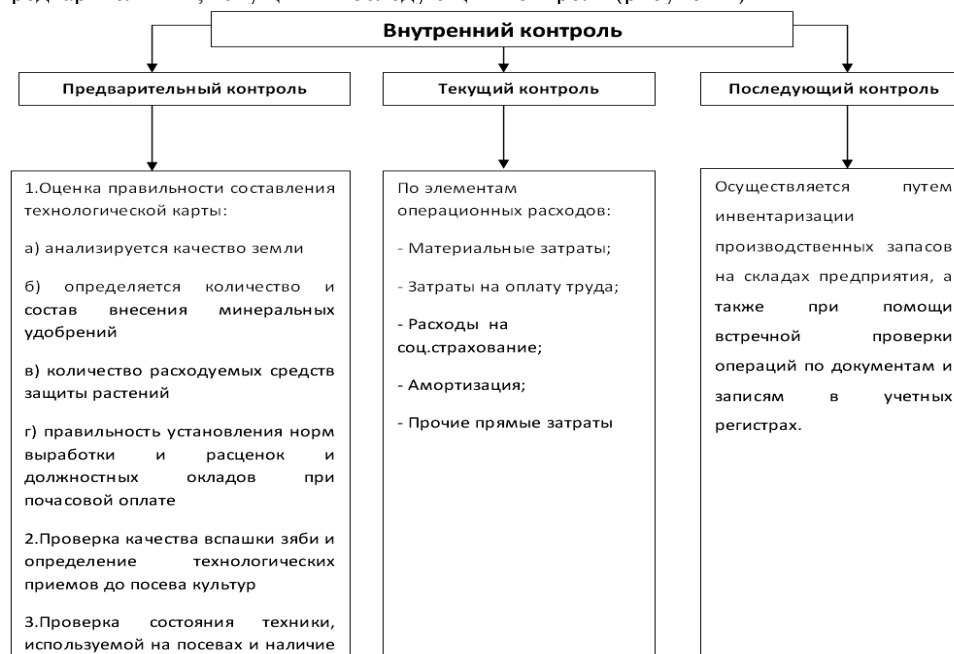 Внутренний контроль
Предварительный контроль
Текущий контроль
Последующий контроль
1.Оценка правильности составления
технологической карты:
а) анализируется качество земли
б) определяется количество и
состав внесения минеральных
удобрений
в) количество расходуемых средств
защиты растений
г) правильность установления норм
выработки и расценок и
должностных окладов при
почасовой оплате
2.Проверка качества вспашки зяби и
определение технологических
приемов до посева культур
3.Проверка состояния техники,
используемой на посевах и наличие
По элементам
операционных расходов:
- Материальные затраты;
- Затраты на оплату труда;
- Расходы на
соц.страхование;
- Амортизация;
- Прочие прямые затраты
Осуществляется путем
инвентаризации
производственных запасов
на складах предприятия, а
также при помощи
встречной проверки
операций по документам и
записям в учетных
регистрах.